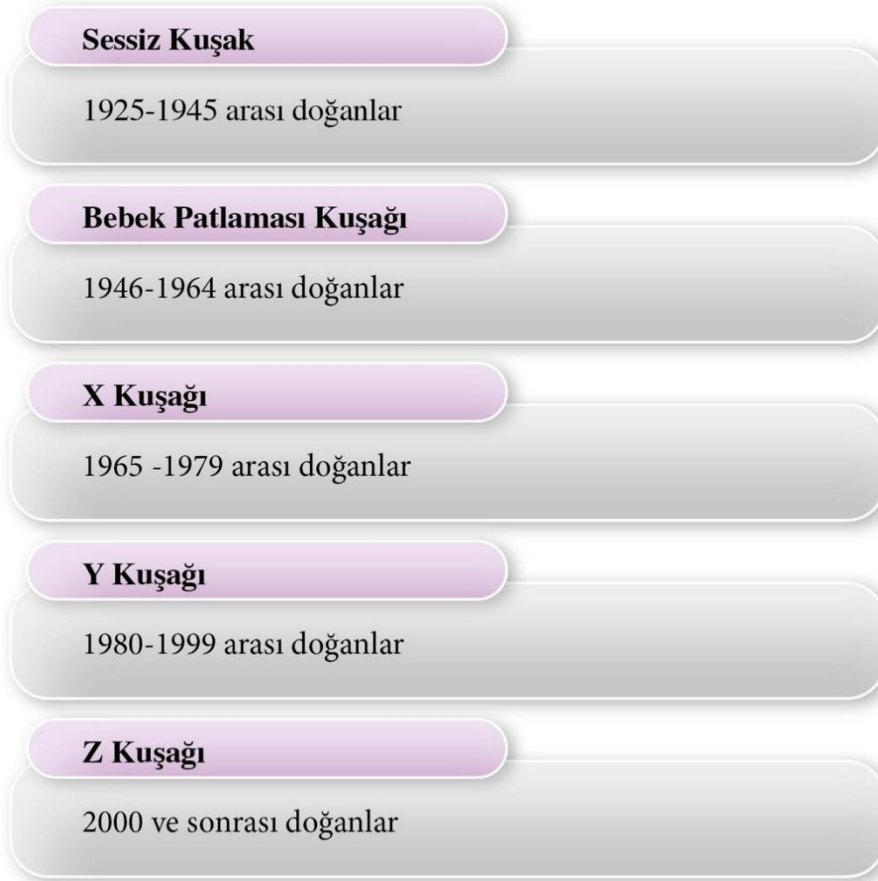 Sessiz Kuşak
1925-1945 arası doğanlar
Bebek Patlaması Kuşağı
1946-1964 arası doğanlar
X Kuşağı
1965 -1979 arası doğanlar
Y Kuşağı
1980-1999 arası doğanlar
Z Kuşağı
2000 ve sonrası doğanlar